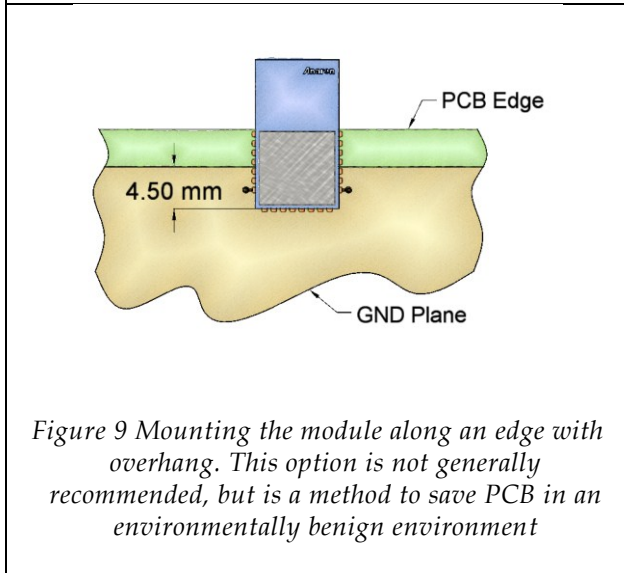 Anaren
PCB Edge
4.50 mm
GND Plane
Figure 9 Mounting the module along an edge with
overhang. This option is not generally
recommended, but is a method to save PCB in an
environmentally benign environment